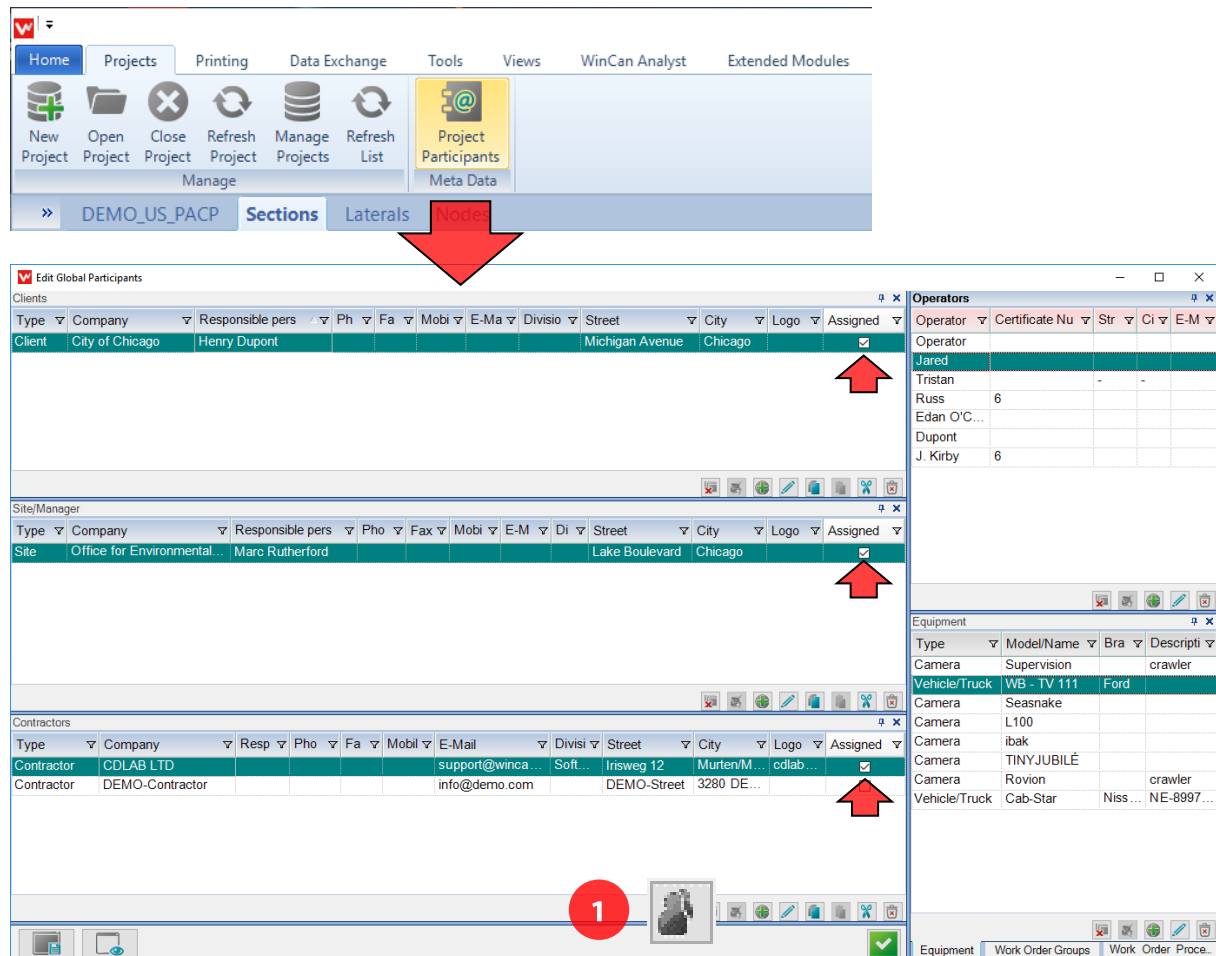 Home Projects Printing Data Exchange Tools Views WinCan Analyst Extended Modules
New Project
Open Project
Close Project
Refresh Project
Manage Projects
Refresh List
Project Participants
Manage
Meta Data
» DEMO_US_PACP Sections Laterals Nodes
Edit Global Participants
Clients
Type Company Responsible pers Ph Fa Mobi E-Ma Divisio Street City Logo Assigned
Client City of Chicago Henry Dupont Michigan Avenue Chicago
Site/Manager
Type Company Responsible pers Pho Fax Mobi E-M Di Street City Logo Assigned
Site Office for Environmental... Marc Rutherford Lake Boulevard Chicago
Contractors
Type Company Resp Pho Fa Mobil E-Mail Divisi Street City Logo Assigned
Contractor CDLAB LTD support@winca... Soft... Irisweg 12 Murten/M... cdlab...
Contractor DEMO-Contractor info@demo.com DEMO-Street 3280 DE...
1
Operators
Operator Certificate Nu Str Ci E-M
Operator
Jared
Tristan - -
Russ 6
Edan O'C...
Dupont
J. Kirby 6
Equipment
Type Model/Name Bra Descripti
Camera Supervision crawler
Vehicle/Truck WB - TV 111 Ford
Camera Seasnake
Camera L100
Camera ibak
Camera TINYJUBILÉ
Camera Rovion crawler
Vehicle/Truck Cab-Star Niss... NE-8997...
Equipment Work Order Groups Work Order Proce...